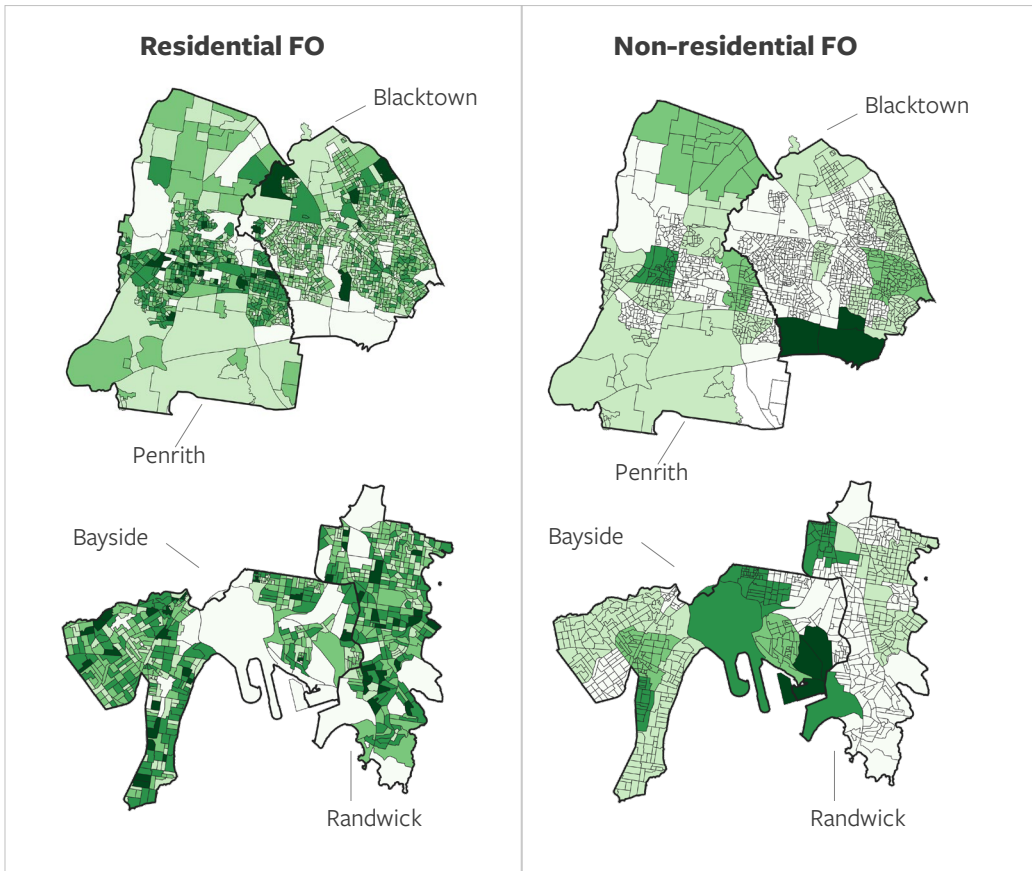 Residential FO
Blacktown
Penrith
Bayside
Randwick
Non-residential FO
Blacktown
Penrith
Bayside
Randwick